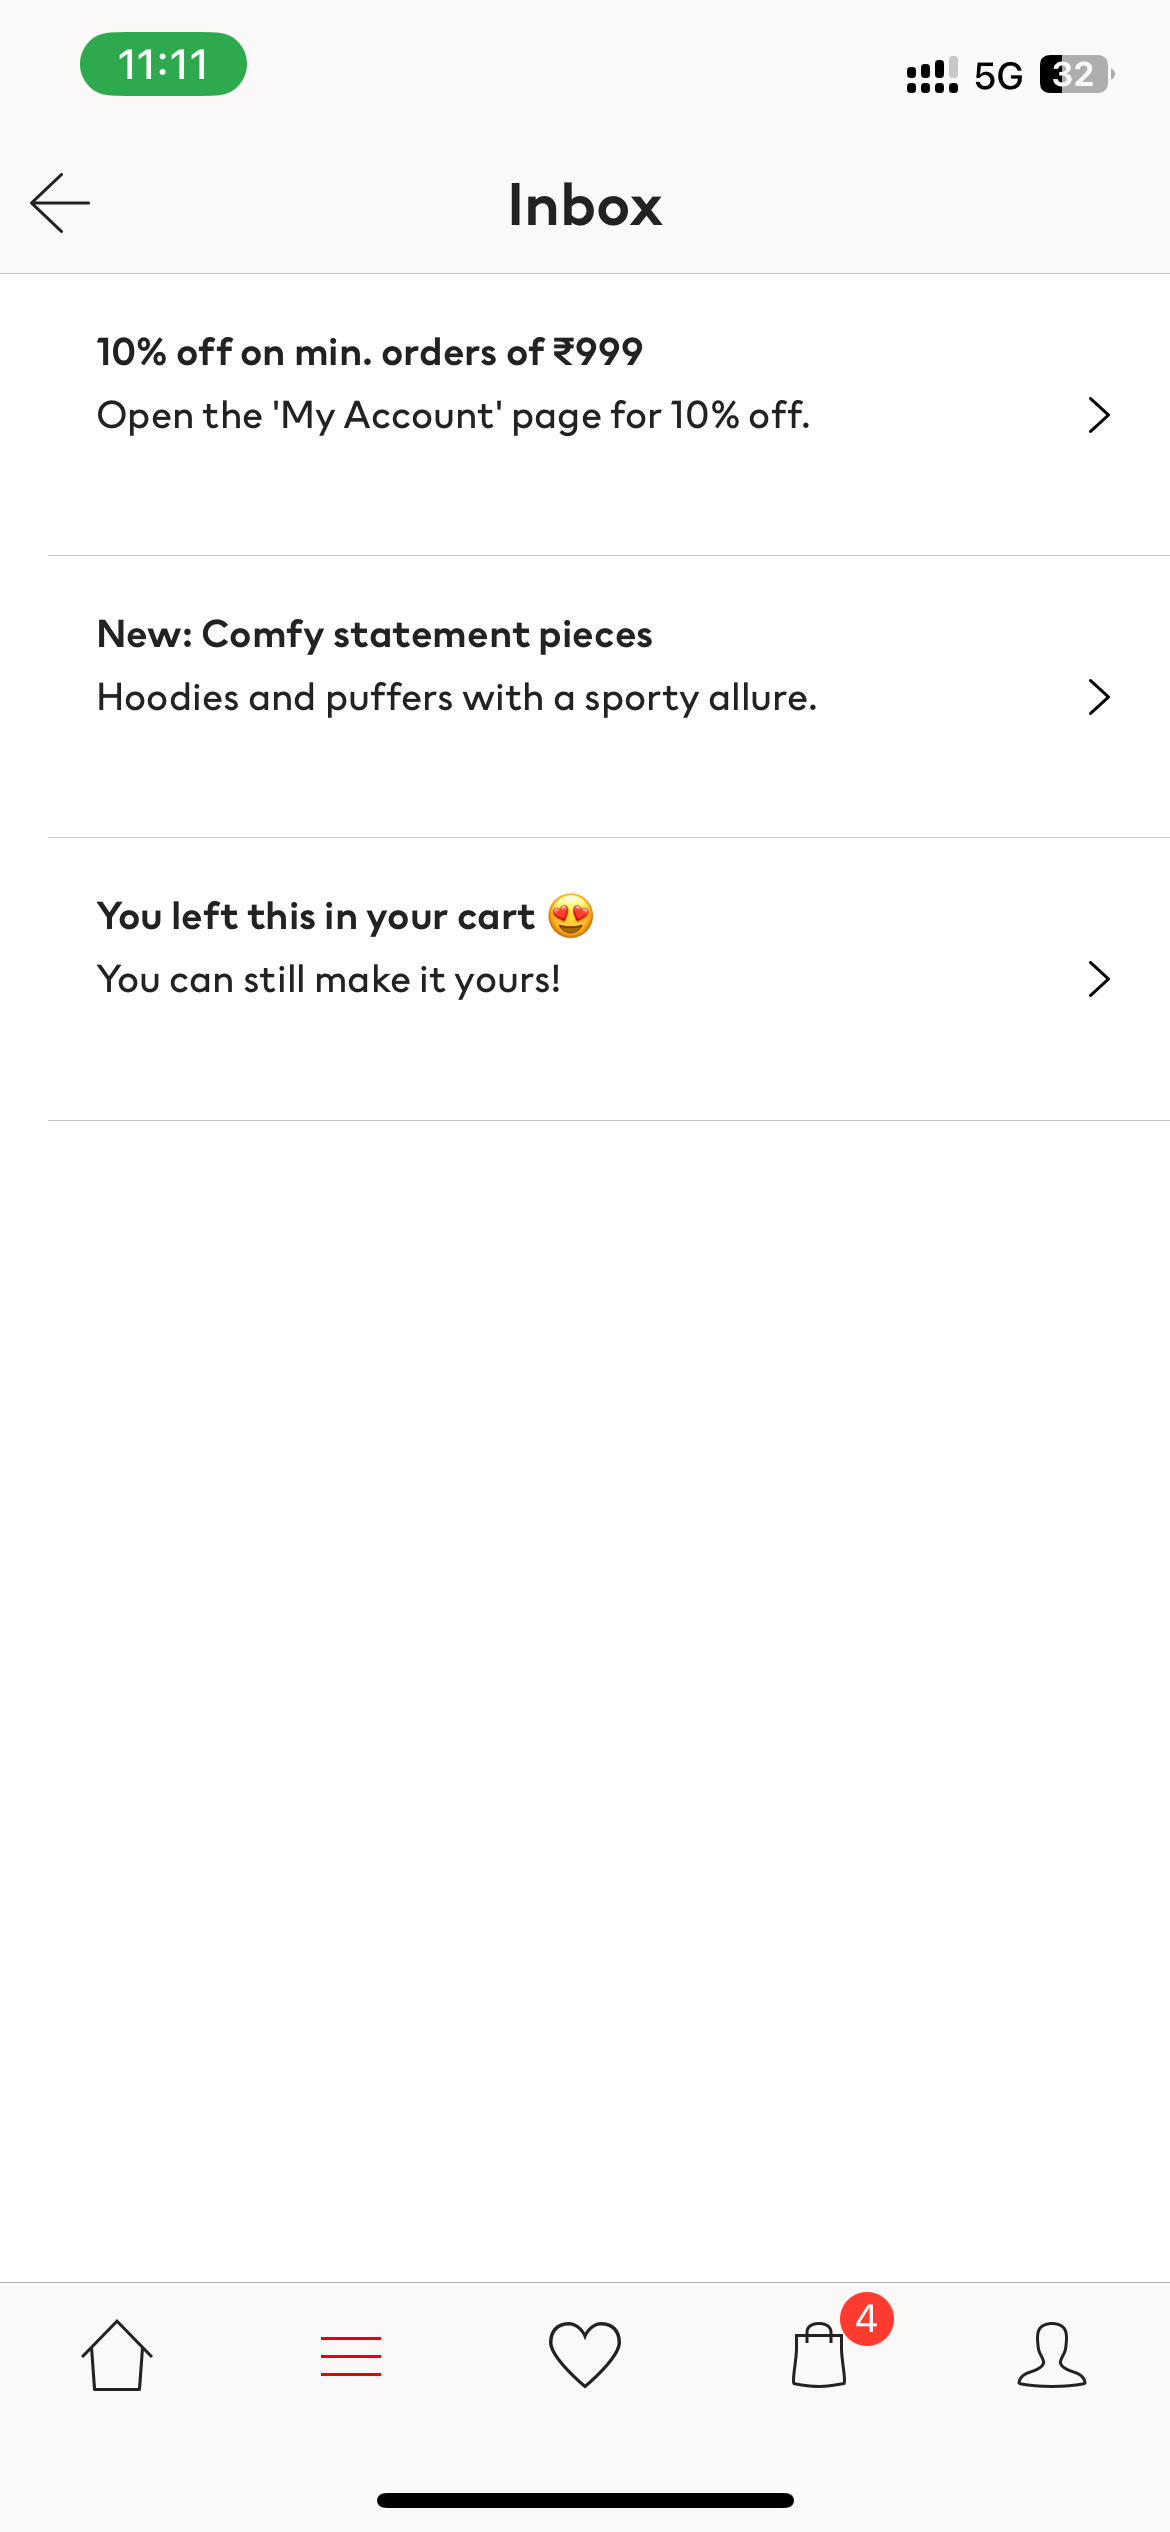 11:11
5G
32
Inbox
10% off on min. orders of ₹999
Open the 'My Account' page for 10% off.
New: Comfy statement pieces
Hoodies and puffers with a sporty allure.
You left this in your cart 😍
You can still make it yours!
4